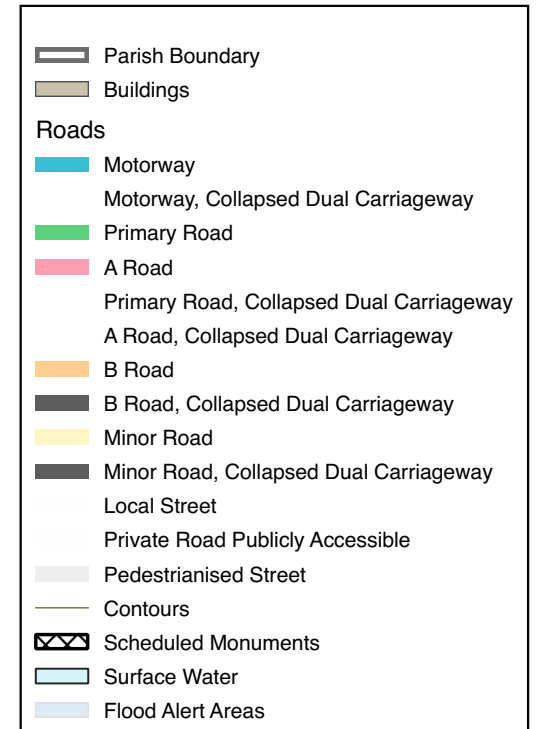 Parish Boundary
Buildings
Roads
Motorway
Motorway, Collapsed Dual Carriageway
Primary Road
A Road
Primary Road, Collapsed Dual Carriageway
A Road, Collapsed Dual Carriageway
B Road
B Road, Collapsed Dual Carriageway
Minor Road
Minor Road, Collapsed Dual Carriageway
Local Street
Private Road Publicly Accessible
Pedestrianised Street
Contours
Scheduled Monuments
Surface Water
Flood Alert Areas